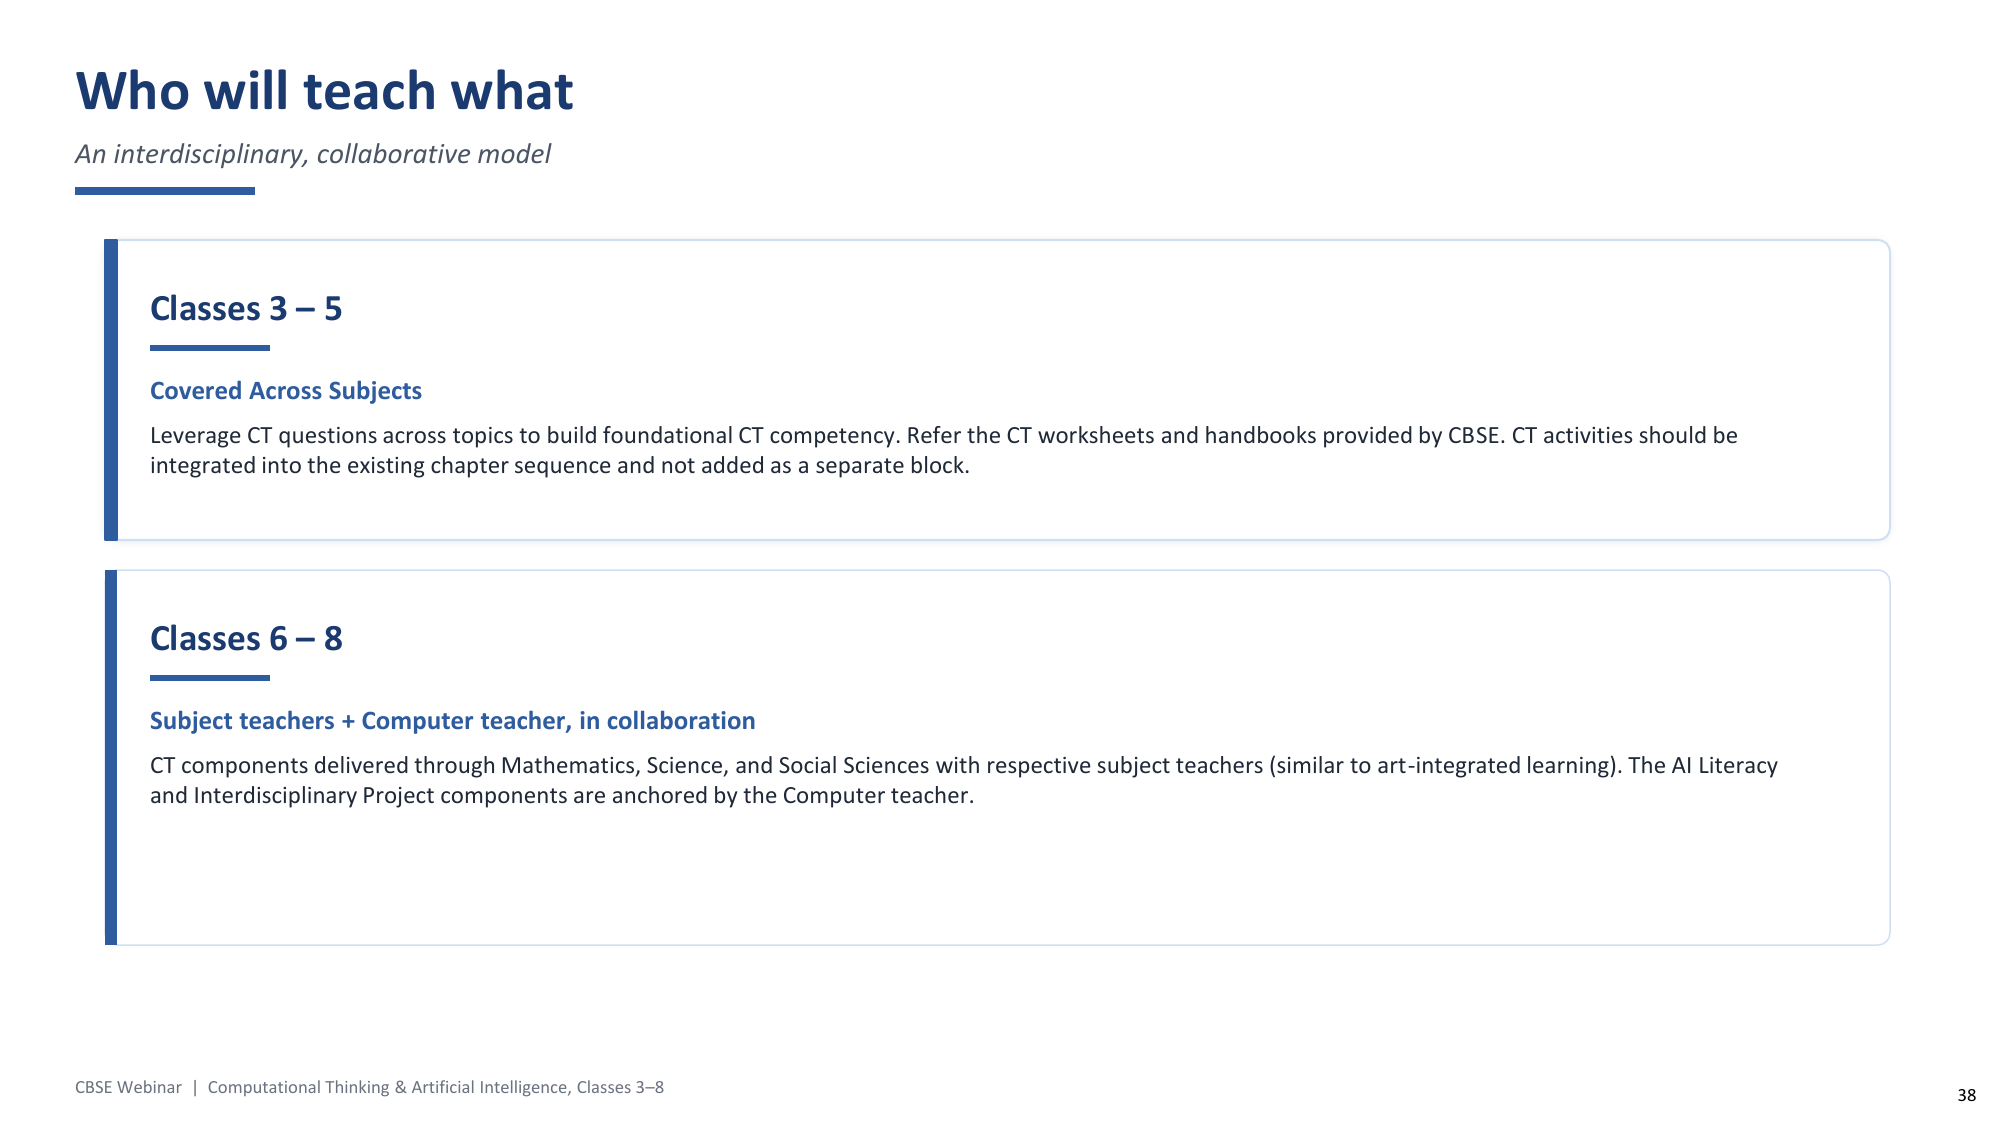 Who will teach what
An interdisciplinary, collaborative model
Classes 3 – 5
Covered Across Subjects
Leverage CT questions across topics to build foundational CT competency. Refer the CT worksheets and handbooks provided by CBSE. CT activities should be
integrated into the existing chapter sequence and not added as a separate block.
Classes 6 – 8
Subject teachers + Computer teacher, in collaboration
CT components delivered through Mathematics, Science, and Social Sciences with respective subject teachers (similar to art-integrated learning). The AI Literacy
and Interdisciplinary Project components are anchored by the Computer teacher.
CBSE Webinar | Computational Thinking & Artificial Intelligence, Classes 3–8
38